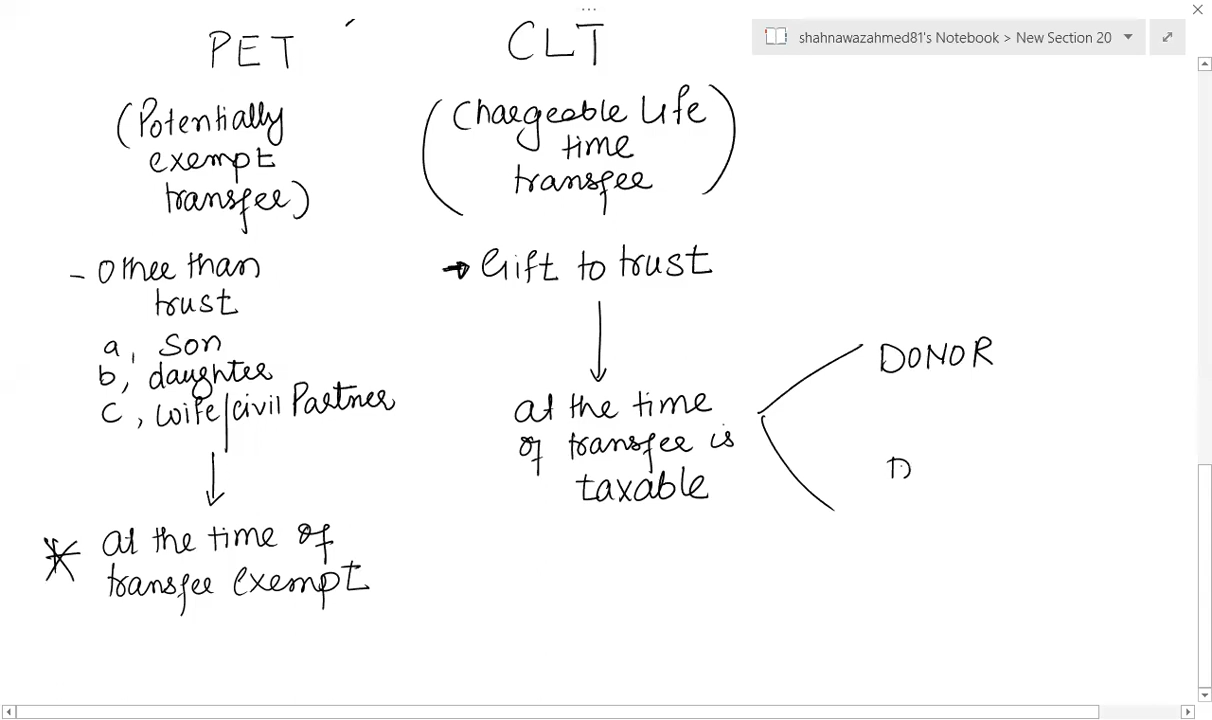 shahnawazahmed81's Notebook > New Section 20
PET
(Potentially
exempt
transfer)
- Other than
trust
a, Son
b, daughter
c, wife/civil Partner
at the time of
transfer exempt
CLT
(Chargeable life
time
transfer)
→ Gift to trust
at the time
of transfer is
taxable
DONOR
D